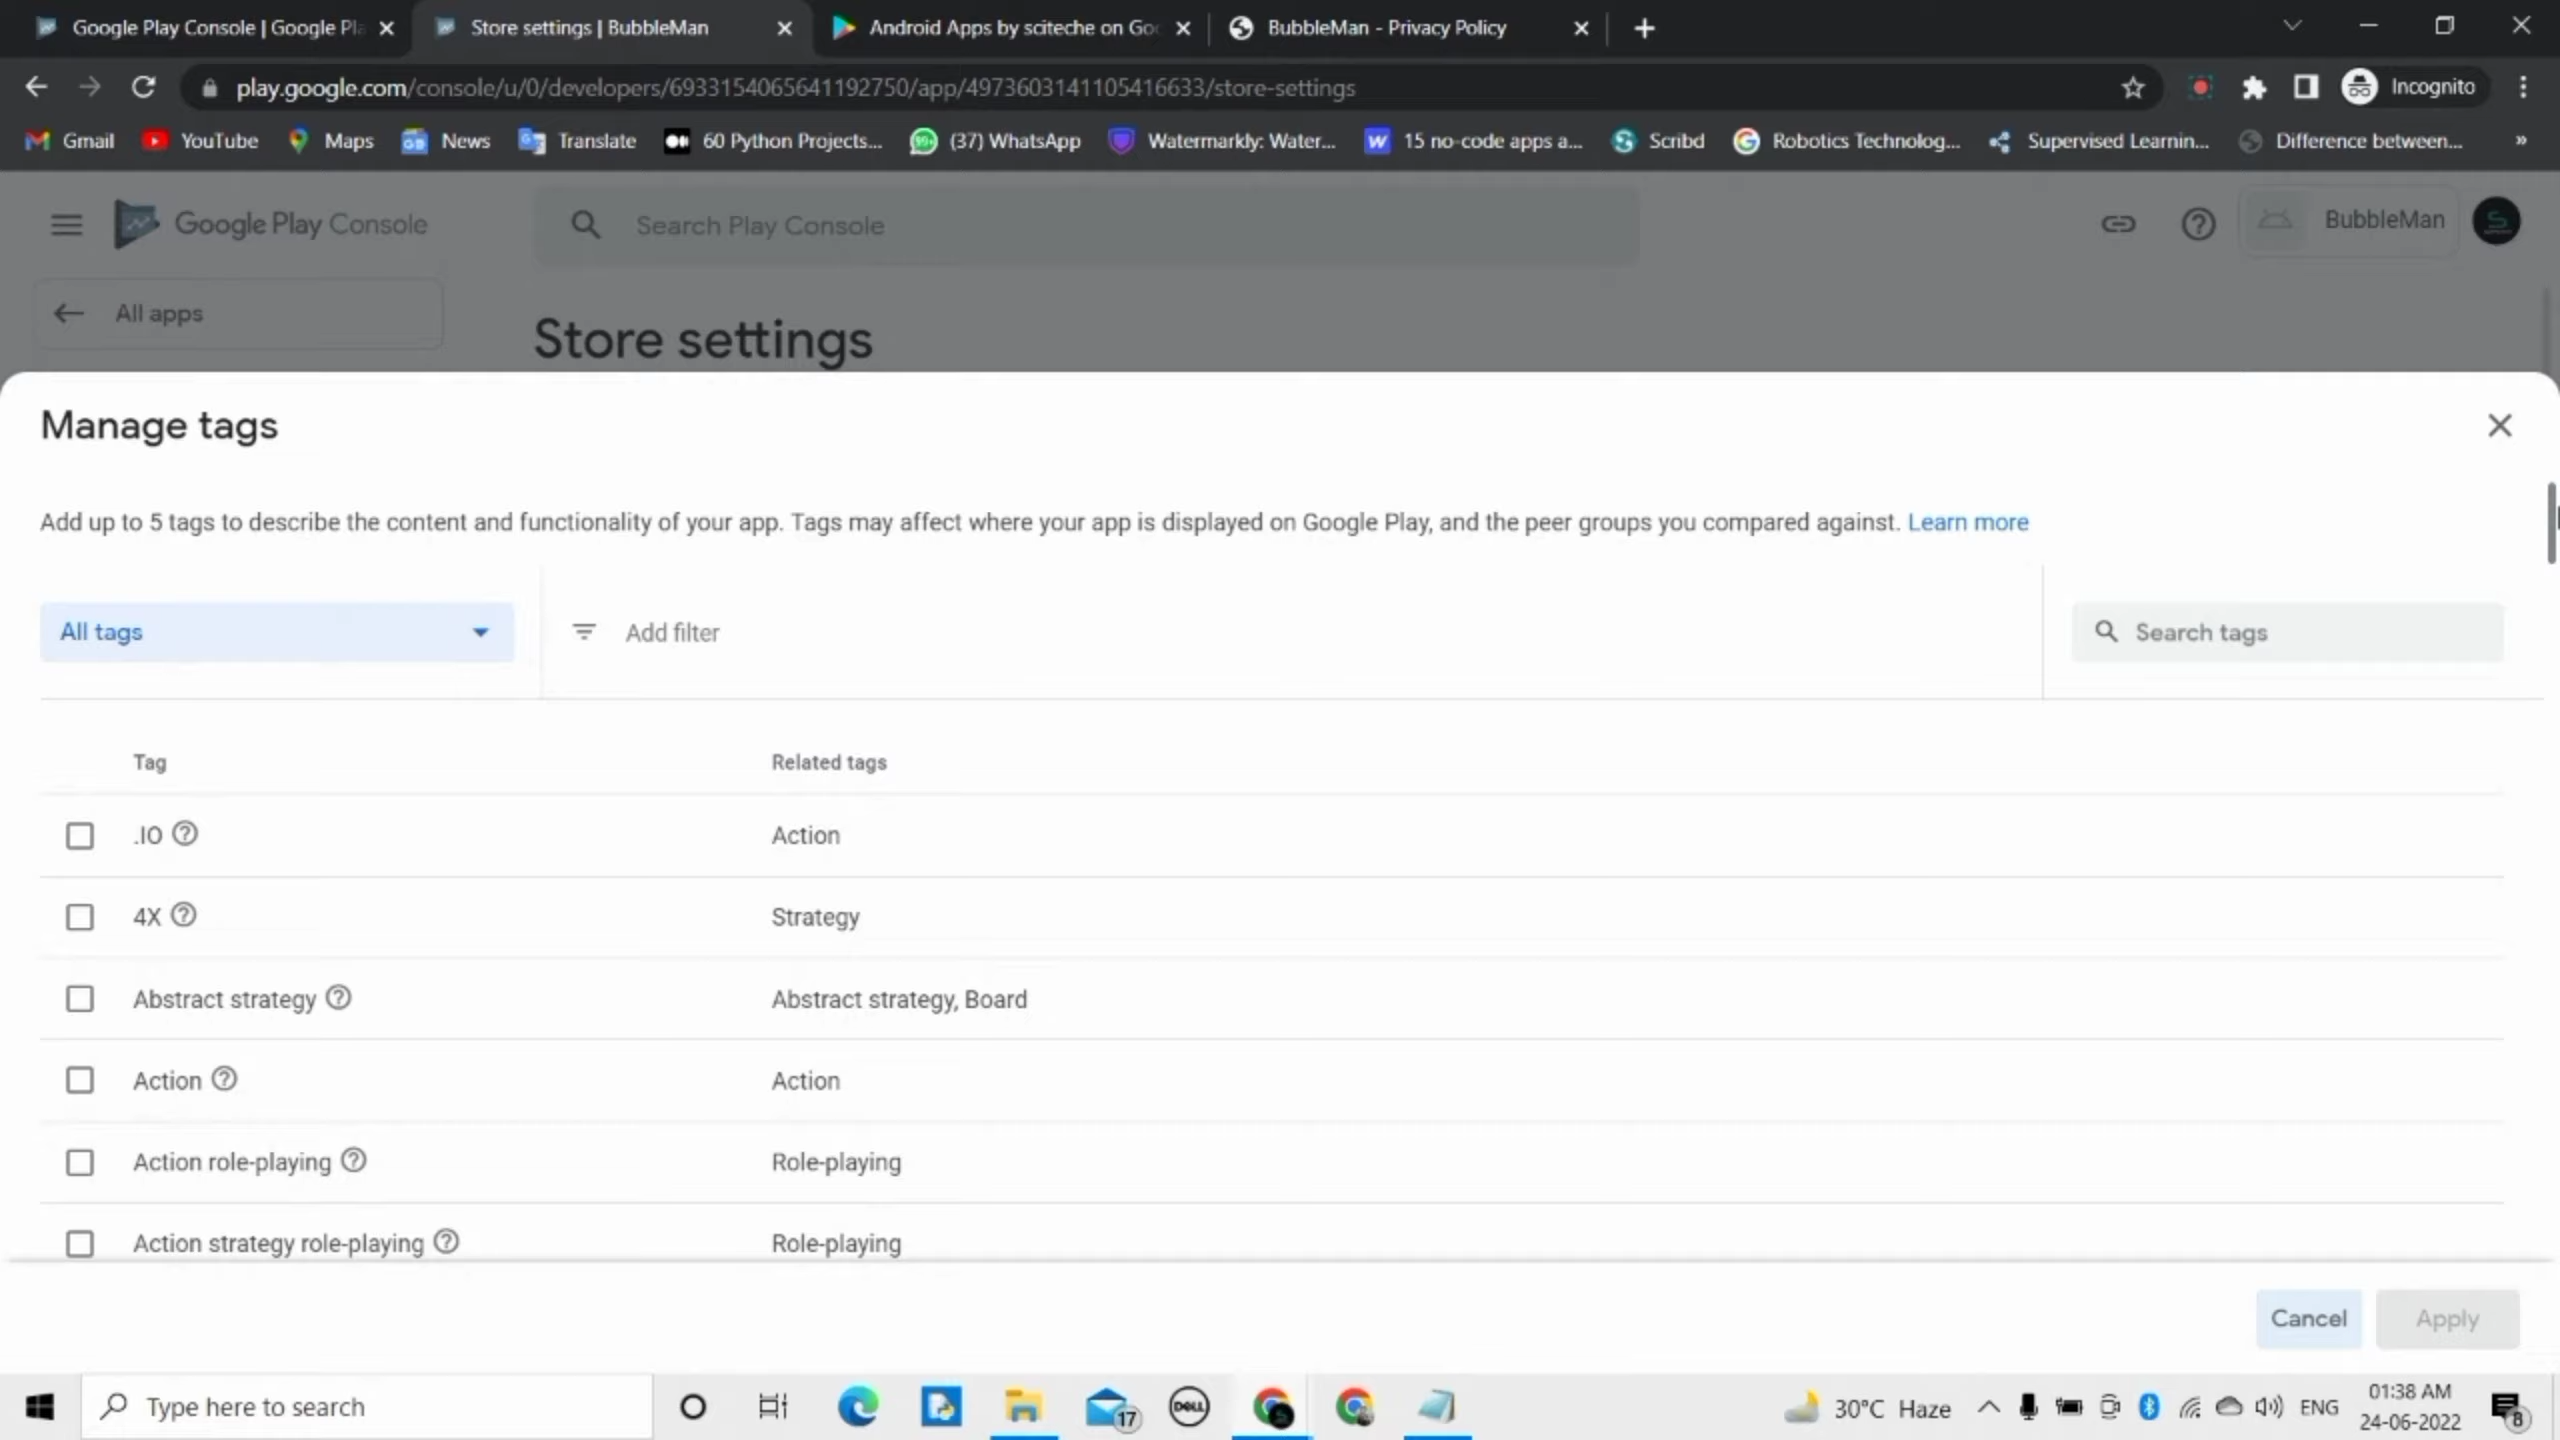 Google Play Console | Google Pla
Store settings | BubbleMan
Android Apps by sciteche on Goo
BubbleMan - Privacy Policy
play.google.com/console/u/0/developers/6933154065641192750/app/4973603141105416633/store-settings
Incognito
Gmail
YouTube
Maps
News
Translate
60 Python Projects...
(37) WhatsApp
Watermarkly: Water...
15 no-code apps a...
Scribd
Robotics Technolog...
Supervised Learnin...
Difference between...
»
Google Play Console
Search Play Console
BubbleMan
All apps
Store settings
Manage tags
Add up to 5 tags to describe the content and functionality of your app. Tags may affect where your app is displayed on Google Play, and the peer groups you compared against. Learn more
All tags
Add filter
Search tags
Tag Related tags
.IO Action
4X Strategy
Abstract strategy Abstract strategy, Board
Action Action
Action role-playing Role-playing
Action strategy role-playing Role-playing
Cancel
Apply
Type here to search
17
DELL
30°C Haze
ENG
01:38 AM
24-06-2022
8